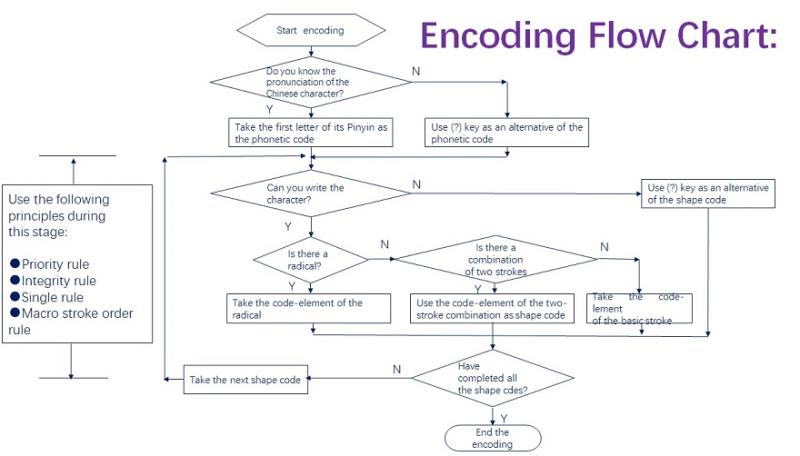 Encoding Flow Chart:
Start encoding
Do you know the
pronunciation of the
Chinese character?
N
Y
Take the first letter of its Pinyin as
the phonetic code
Use (?) key as an alternative of the
phonetic code
Can you write the
character?
N
Use (?) key as an alternative
of the shape code
Y
Use the following
principles during
this stage:
●Priority rule
●Integrity rule
●Single rule
●Macro stroke order
rule
Is there a
radical?
N
Is there a
combination
of two strokes
N
Y
Y
Take the code-element of the
radical
Use the code-element of the two-
stroke combination as shape code
Take the code-
lement
of the basic stroke
Have
completed all
the shape cdes?
N
Take the next shape code
Y
End the
encoding